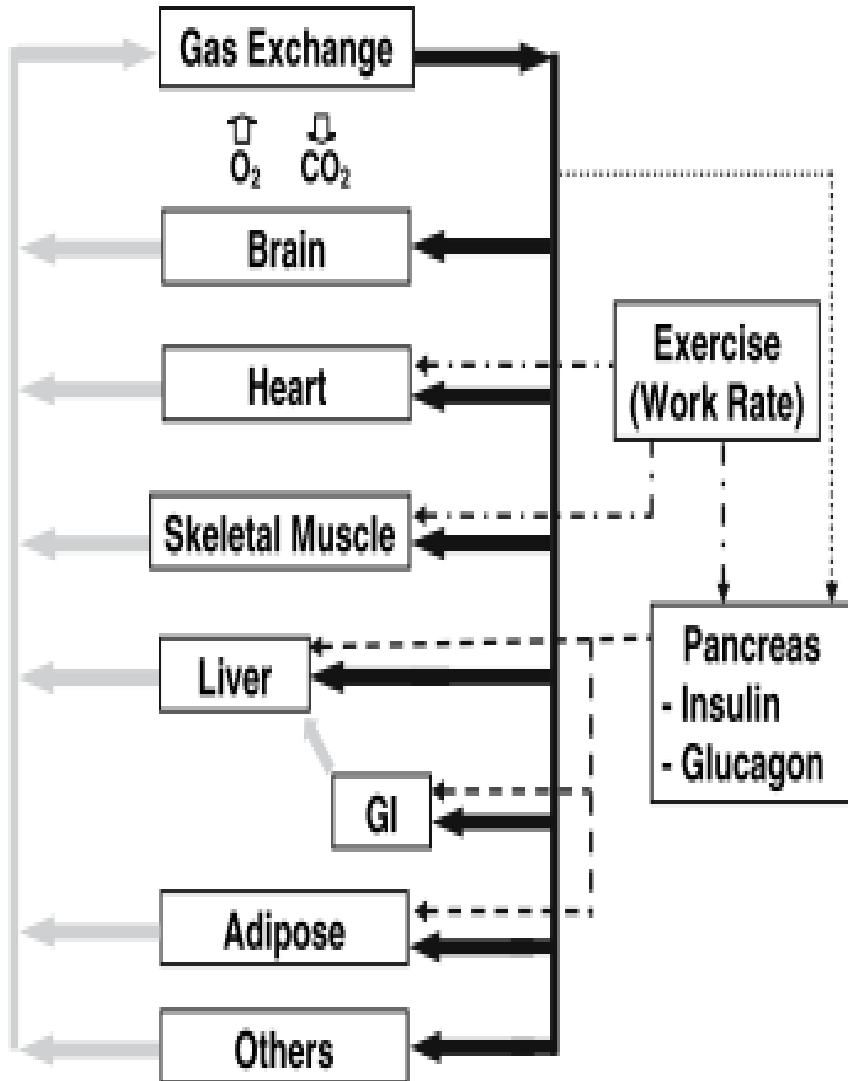 Gas Exchange
O₂ CO₂
Brain
Exercise
(Work Rate)
Heart
Skeletal Muscle
Pancreas
- Insulin
- Glucagon
Liver
GI
Adipose
Others